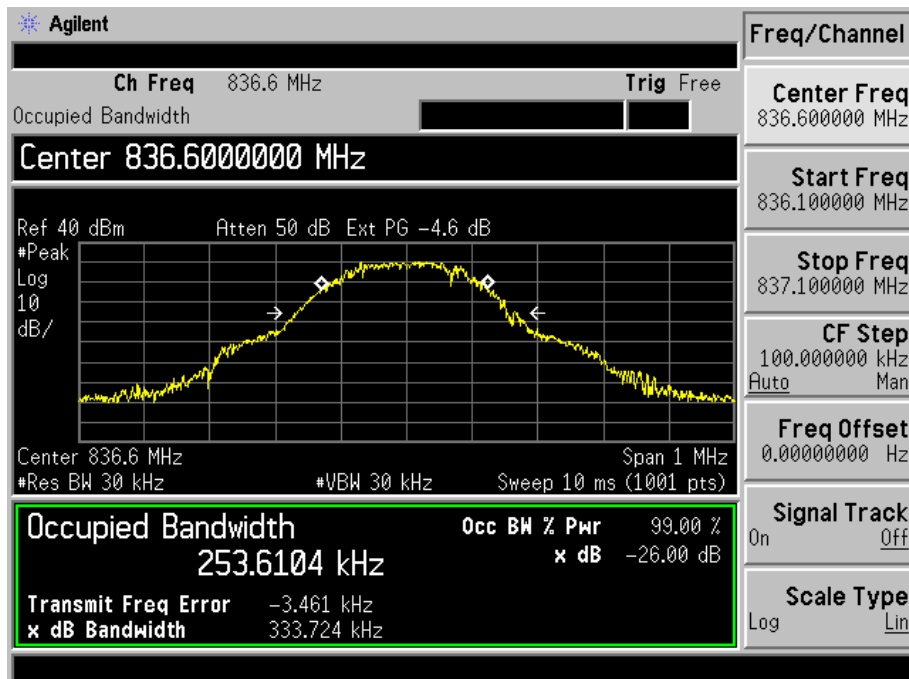 Agilent
Freq/Channel
Ch Freq 836.6 MHz Trig Free
Occupied Bandwidth
Center 836.6000000 MHz
Ref 40 dBm Atten 50 dB Ext PG −4.6 dB
#Peak
Log
10
dB/
Center 836.6 MHz Span 1 MHz
#Res BW 30 kHz #VBW 30 kHz Sweep 10 ms (1001 pts)
Occupied Bandwidth Occ BW % Pwr 99.00 %
253.6104 kHz x dB −26.00 dB
Transmit Freq Error −3.461 kHz
x dB Bandwidth 333.724 kHz
Center Freq
836.600000 MHz
Start Freq
836.100000 MHz
Stop Freq
837.100000 MHz
CF Step
100.000000 kHz
Auto Man
Freq Offset
0.00000000 Hz
Signal Track
On Off
Scale Type
Log Lin